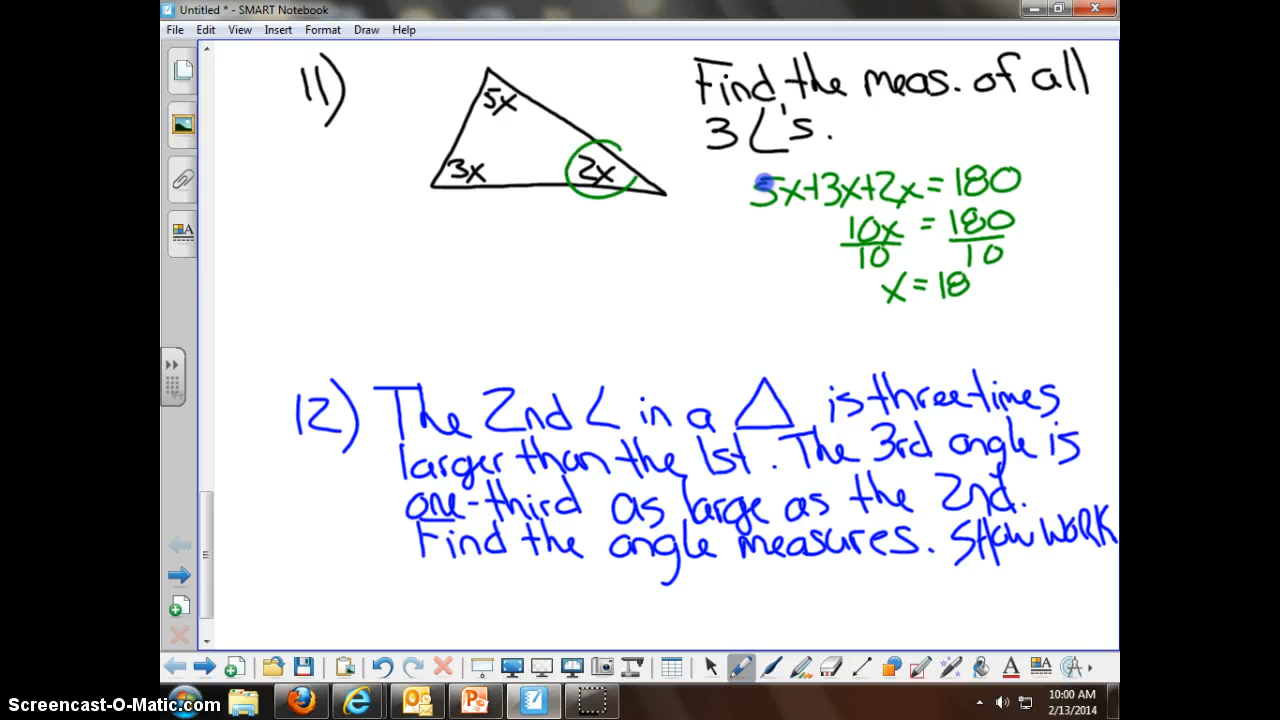 Untitled * - SMART Notebook
File Edit View Insert Format Draw Help
11)
5x
3x
2x
Find the meas. of all
3 ∠'s.
5x+3x+2x = 180
10x = 180
10 10
x = 18
12) The 2nd ∠ in a △ is three times
larger than the 1st. The 3rd angle is
one-third as large as the 2nd.
Find the angle measures. SHOW WORK
10:00 AM
2/13/2014
Screencast-O-Matic.com